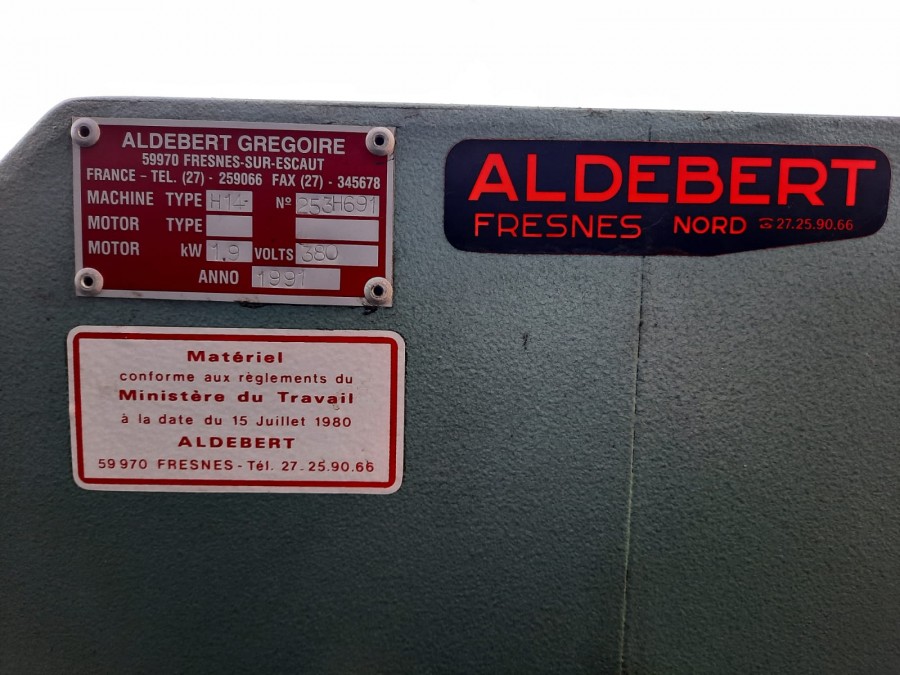 ALDEBERT GREGOIRE
59970 FRESNES-SUR-ESCAUT
FRANCE - TEL. (27) - 259066 FAX (27) - 345678
MACHINE TYPE H14- Nº 253H691
MOTOR TYPE
MOTOR kW 1,9 VOLTS 380
ANNO 1991
ALDEBERT
FRESNES NORD ☎27.25.90.66
Matériel
conforme aux règlements du
Ministère du Travail
à la date du 15 Juillet 1980
ALDEBERT
59970 FRESNES - Tél. 27-25.90.66